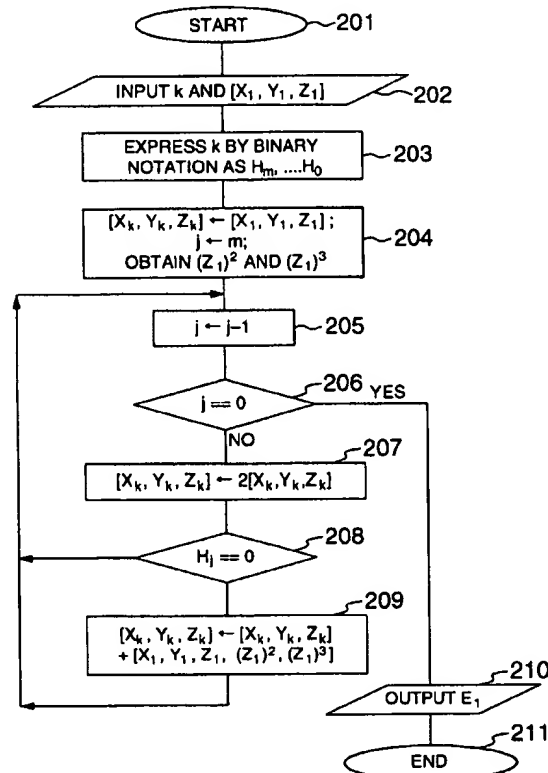 START
201
INPUT k AND [X₁, Y₁, Z₁]
202
EXPRESS k BY BINARY
NOTATION AS Hₘ, ....H₀
203
[Xₖ, Yₖ, Zₖ] ← [X₁, Y₁, Z₁] ;
j ← m;
OBTAIN (Z₁)² AND (Z₁)³
204
j ← j-1
205
j == 0
206
YES
NO
207
[Xₖ, Yₖ, Zₖ] ← 2[Xₖ,Yₖ,Zₖ]
Hⱼ == 0
208
209
[Xₖ, Yₖ, Zₖ] ← [Xₖ, Yₖ, Zₖ]
+ [X₁, Y₁, Z₁, (Z₁)², (Z₁)³]
210
OUTPUT E₁
211
END